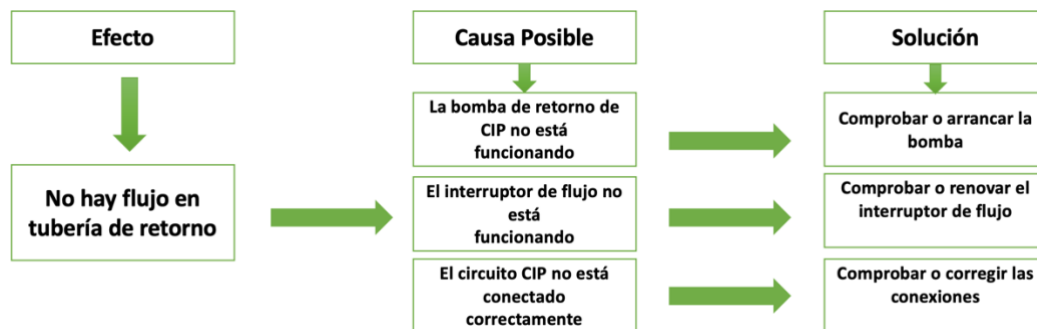 Efecto
Causa Posible
Solución
La bomba de retorno de
CIP no está
funcionando
Comprobar o arrancar la
bomba
No hay flujo en
tubería de retorno
El interruptor de flujo no
está
funcionando
Comprobar o renovar el
interruptor de flujo
El circuito CIP no está
conectado
correctamente
Comprobar o corregir las
conexiones